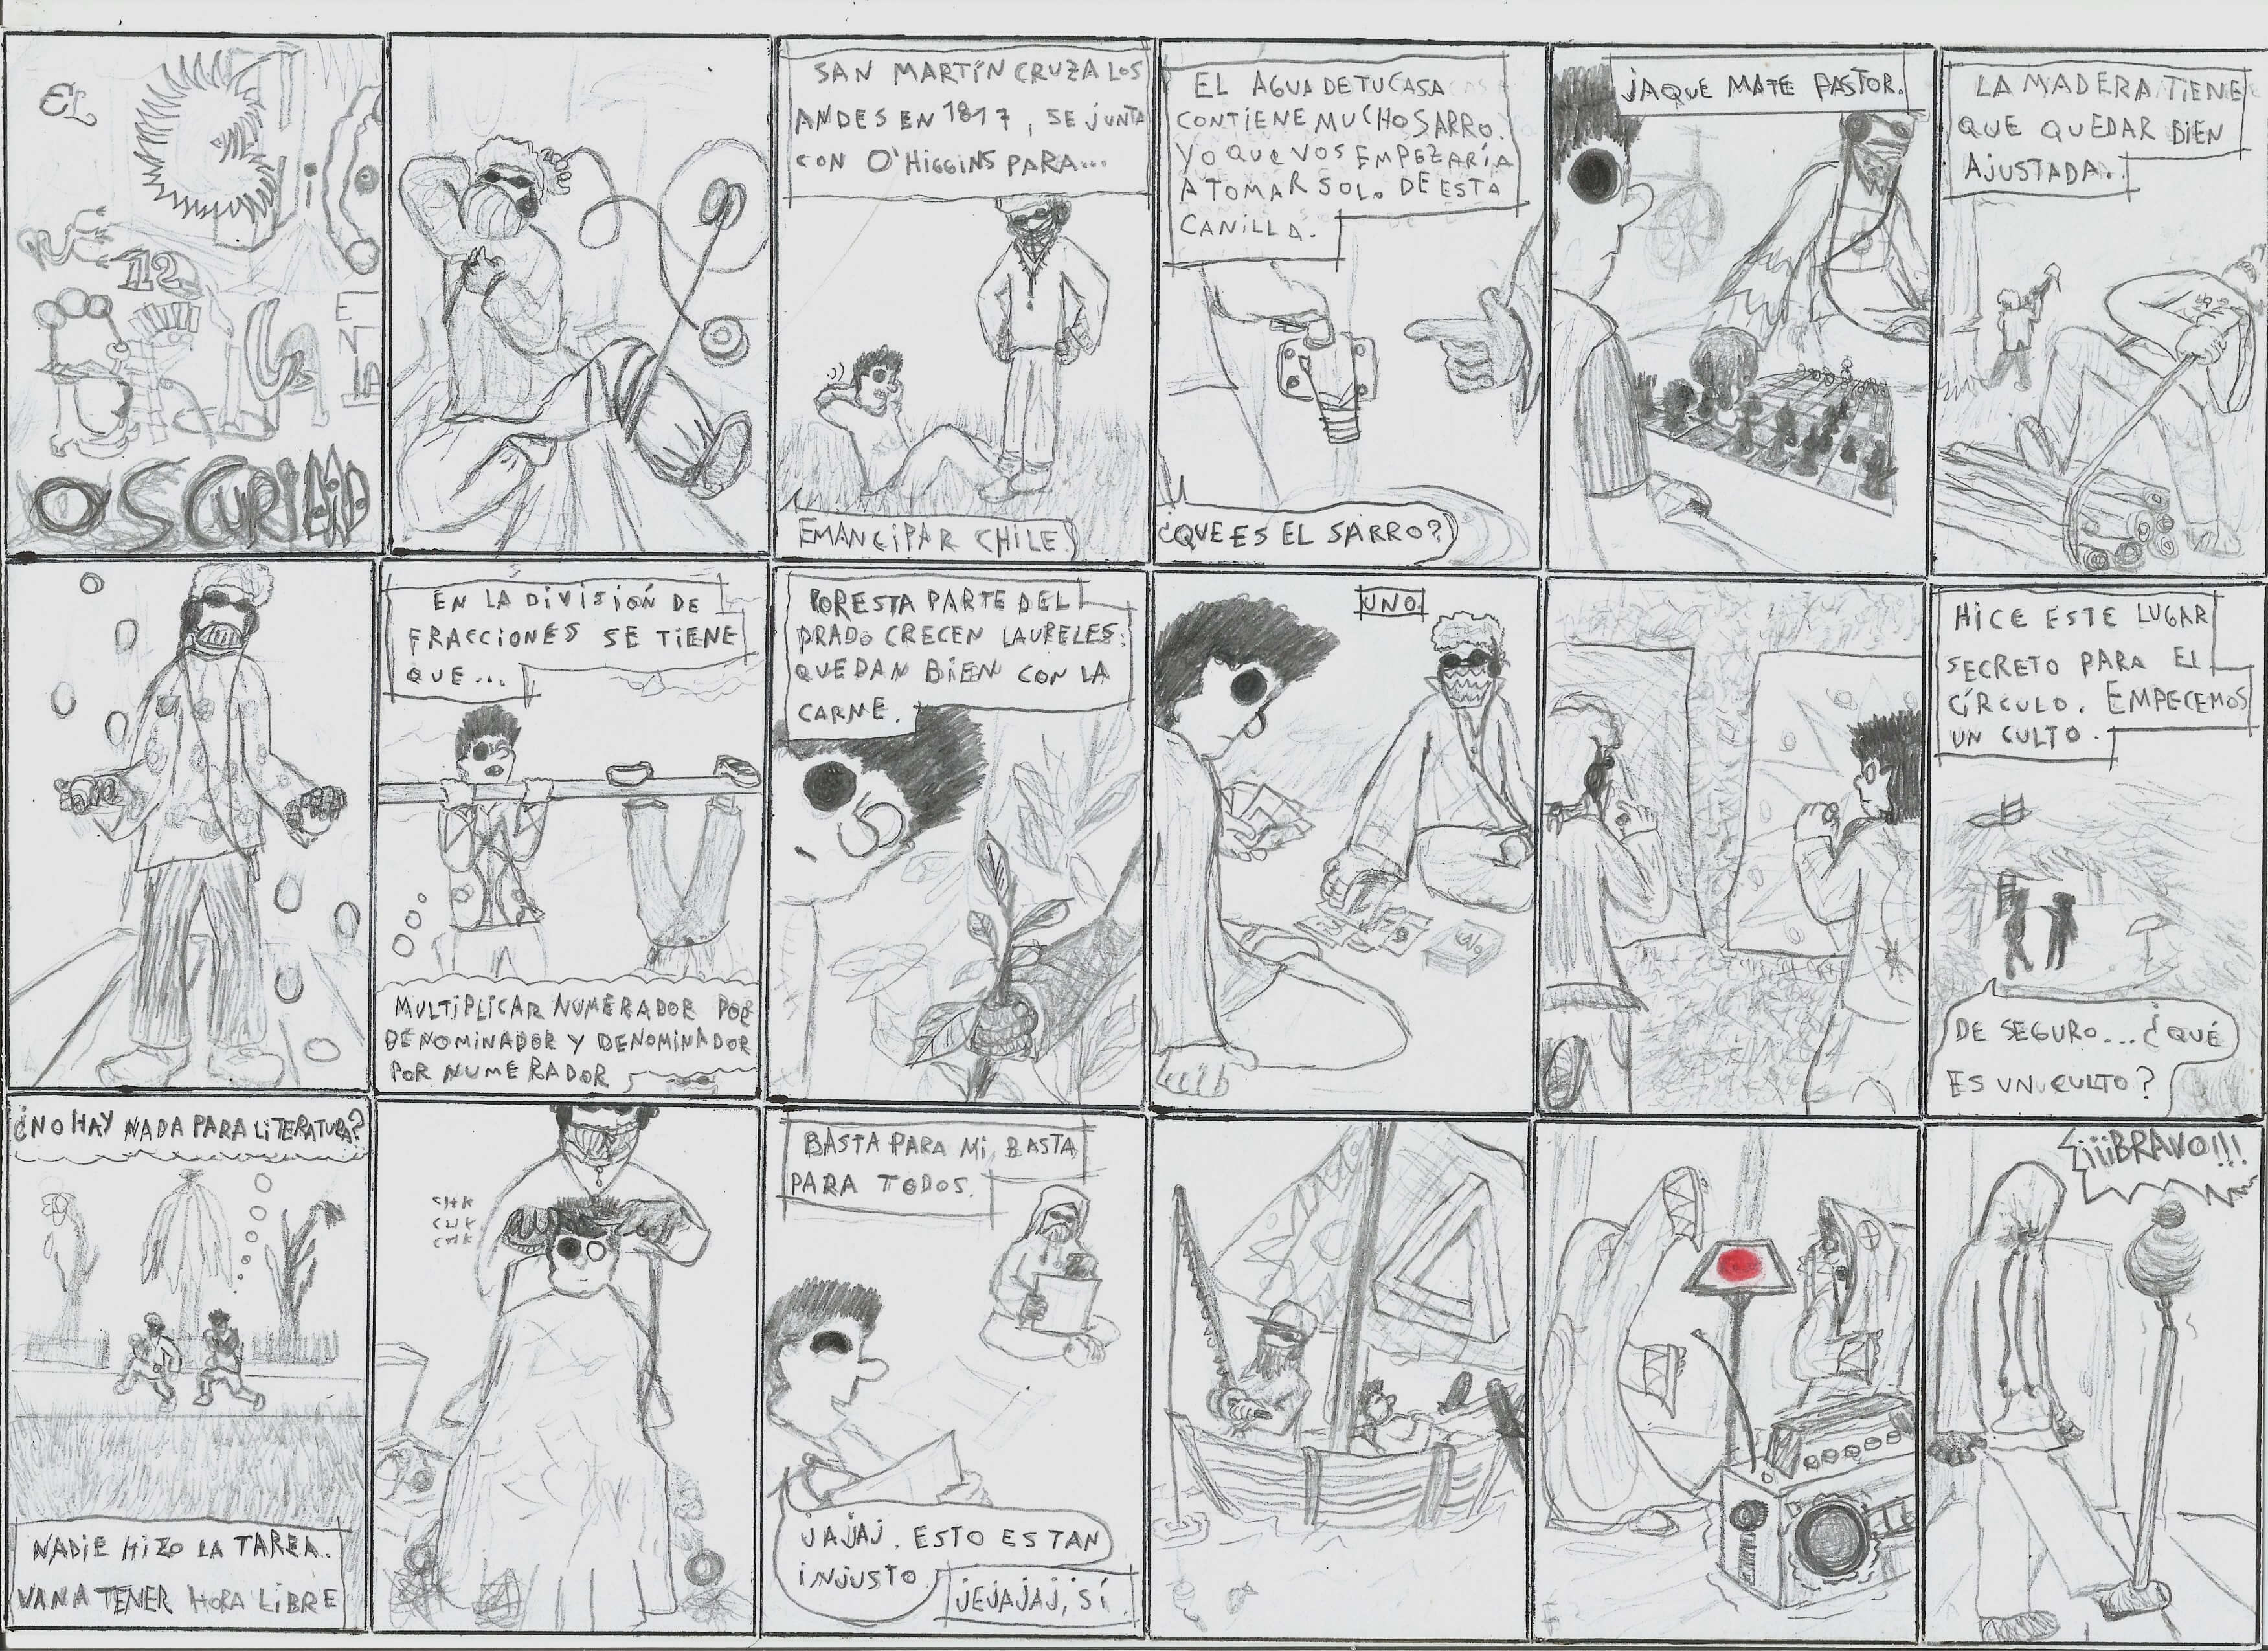 EL
QUE
EN
LA
OSCURIDAD
SAN MARTÍN CRUZA LOS
ANDES EN 1817, SE JUNTA
CON O'HIGGINS PARA...
EMANCIPAR CHILE.
EL AGUA DE TU CASA
CONTIENE MUCHO SARRO.
YO QUE VOS EMPEZARÍA
A TOMAR SOLO DE ESTA
CANILLA.
¿QUE ES EL SARRO?
JAQUE MATE PASTOR.
LA MADERA TIENE
QUE QUEDAR BIEN
AJUSTADA.
EN LA DIVISIÓN DE
FRACCIONES SE TIENE
QUE...
MULTIPLICAR NUMERADOR POR
DENOMINADOR Y DENOMINADOR
POR NUMERADOR
POR ESTA PARTE DEL
PRADO CRECEN LAURELES:
QUEDAN BIEN CON LA
CARNE.
UNO.
HICE ESTE LUGAR
SECRETO PARA EL
CÍRCULO. EMPECEMOS
UN CULTO.
DE SEGURO... ¿QUÉ
ES UN CULTO?
¿NO HAY NADA PARA LITERATURA?
NADIE HIZO LA TAREA..
VAN A TENER HORA LIBRE
CHK
CHK
BASTA PARA MI, BASTA
PARA TODOS.
JAJAJ. ESTO ES TAN
INJUSTO.
JEJAJAJ, SÍ.
¡¡¡BRAVO!!!